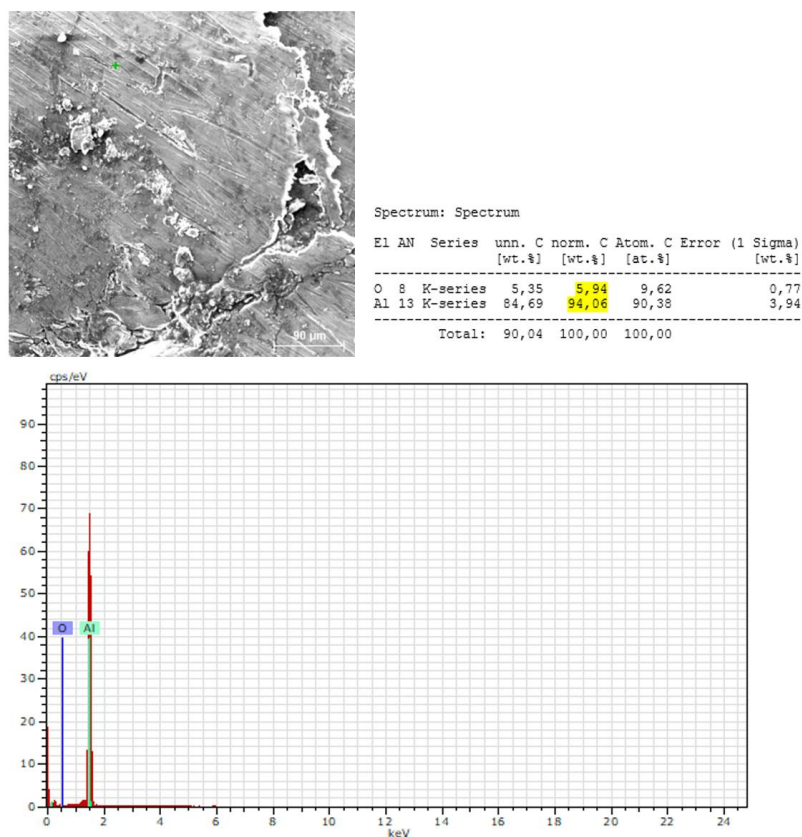 90 µm
Spectrum: Spectrum
El AN Series unn. C norm. C Atom. C Error (1 Sigma)
[wt.%] [wt.%] [at.%] [wt.%]
-----------------------------------------------
O 8 K-series 5,35 5,94 9,62 0,77
Al 13 K-series 84,69 94,06 90,38 3,94
-----------------------------------------------
Total: 90,04 100,00 100,00
cps/eV
90
80
70
60
50
O Al
40
30
20
10
0
0 2 4 6 8 10 12 14 16 18 20 22 24
keV